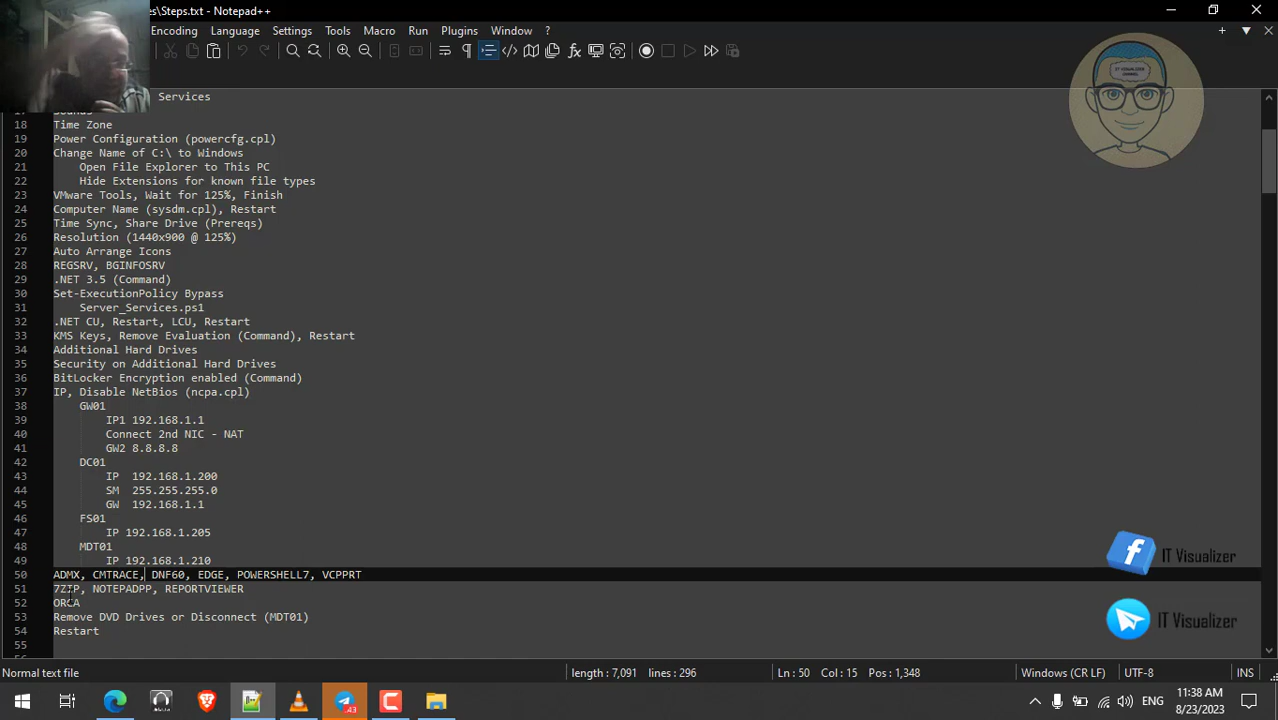 s\Steps.txt - Notepad++
Encoding Language Settings Tools Macro Run Plugins Window ?
IT VISUALIZER
CHANNEL
Services
17 Sounds
18 Time Zone
19 Power Configuration (powercfg.cpl)
20 Change Name of C:\ to Windows
21 Open File Explorer to This PC
22 Hide Extensions for known file types
23 VMware Tools, Wait for 125%, Finish
24 Computer Name (sysdm.cpl), Restart
25 Time Sync, Share Drive (Prereqs)
26 Resolution (1440x900 @ 125%)
27 Auto Arrange Icons
28 REGSRV, BGINFOSRV
29 .NET 3.5 (Command)
30 Set-ExecutionPolicy Bypass
31 Server_Services.ps1
32 .NET CU, Restart, LCU, Restart
33 KMS Keys, Remove Evaluation (Command), Restart
34 Additional Hard Drives
35 Security on Additional Hard Drives
36 BitLocker Encryption enabled (Command)
37 IP, Disable NetBios (ncpa.cpl)
38 GW01
39 IP1 192.168.1.1
40 Connect 2nd NIC - NAT
41 GW2 8.8.8.8
42 DC01
43 IP 192.168.1.200
44 SM 255.255.255.0
45 GW 192.168.1.1
46 FS01
47 IP 192.168.1.205
48 MDT01
49 IP 192.168.1.210
50 ADMX, CMTRACE, DNF60, EDGE, POWERSHELL7, VCPPRT
51 7ZIP, NOTEPADPP, REPORTVIEWER
52 ORCA
53 Remove DVD Drives or Disconnect (MDT01)
54 Restart
55
IT Visualizer
IT Visualizer
Normal text file length : 7,091 lines : 296 Ln : 50 Col : 15 Pos : 1,348 Windows (CR LF) UTF-8 INS
43
ENG
11:38 AM
8/23/2023